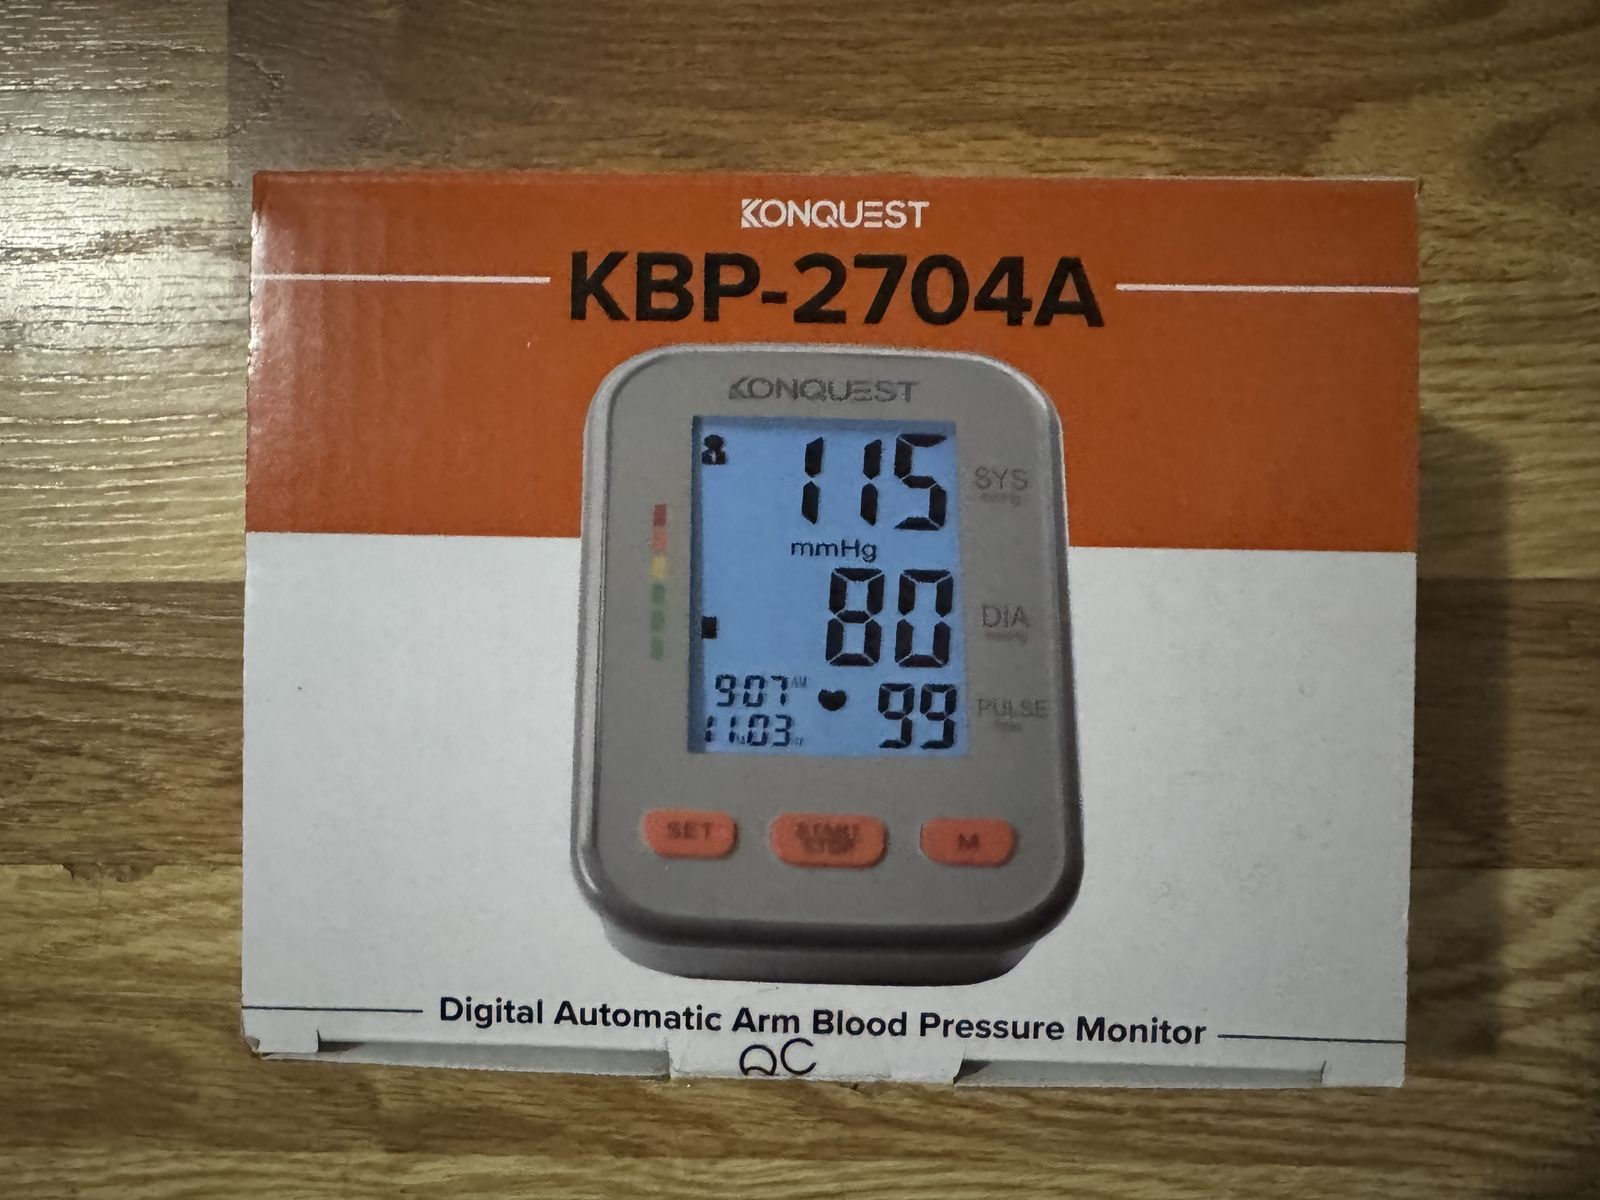 KONQUEST
KBP-2704A
KONQUEST
115
SYS
mmHg
80
DIA
9:07 AM
99
PULSE
11.03
SET
START
STOP
M
Digital Automatic Arm Blood Pressure Monitor
QC